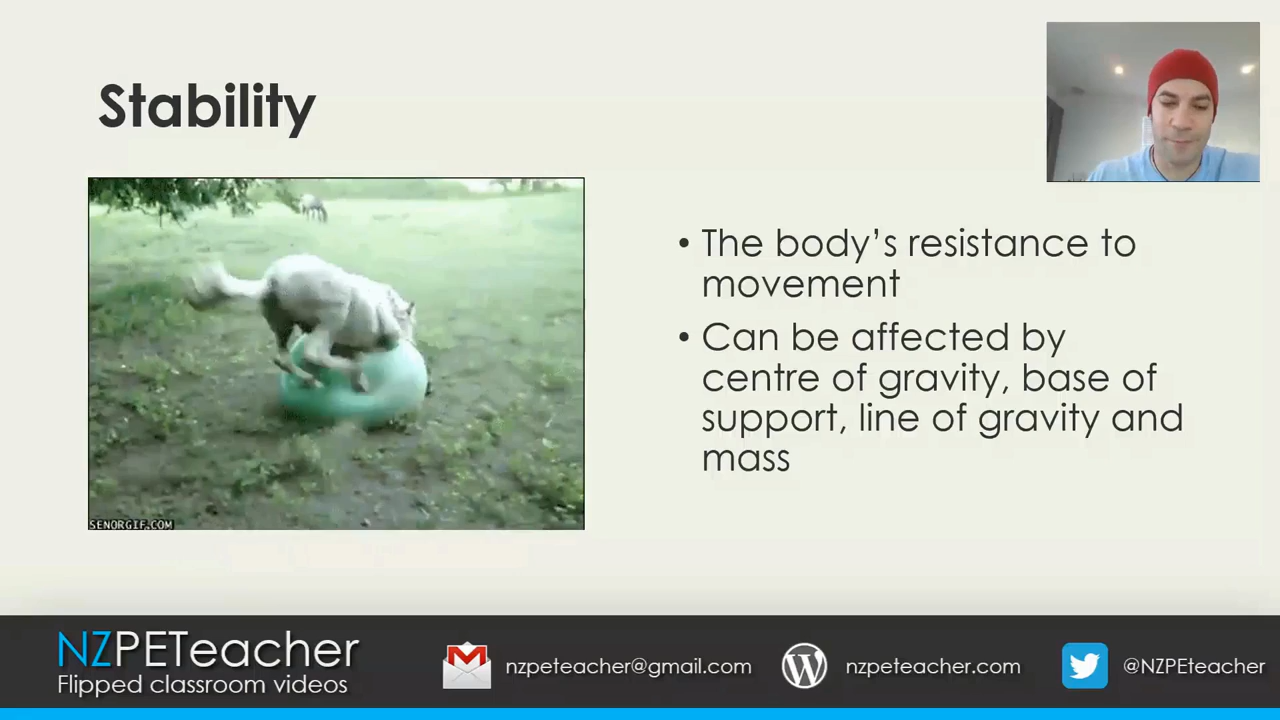 Stability
• The body’s resistance to
movement
• Can be affected by
centre of gravity, base of
support, line of gravity and
mass
SENORGIF.COM
NZPETeacher
Flipped classroom videos
nzpeteacher@gmail.com
nzpeteacher.com
@NZPEteacher